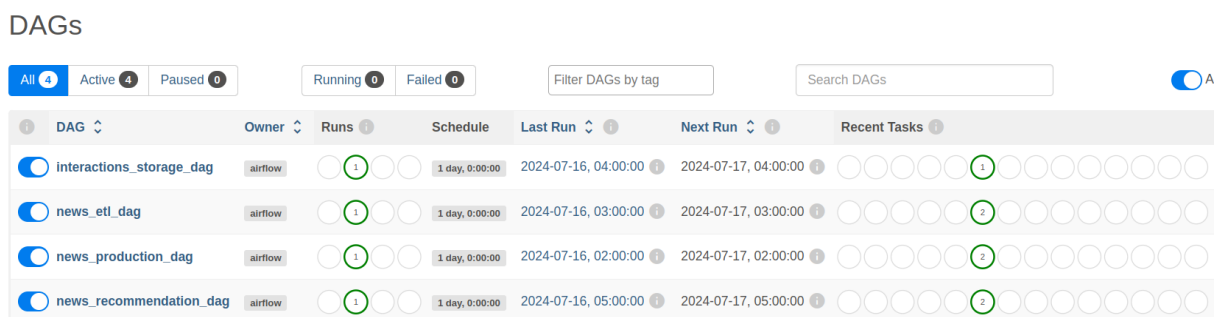 DAGs
All 4 Active 4 Paused 0 Running 0 Failed 0 Filter DAGs by tag Search DAGs A
DAG Owner Runs Schedule Last Run Next Run Recent Tasks
interactions_storage_dag airflow 1 1 day, 0:00:00 2024-07-16, 04:00:00 2024-07-17, 04:00:00 1
news_etl_dag airflow 1 1 day, 0:00:00 2024-07-16, 03:00:00 2024-07-17, 03:00:00 2
news_production_dag airflow 1 1 day, 0:00:00 2024-07-16, 02:00:00 2024-07-17, 02:00:00 2
news_recommendation_dag airflow 1 1 day, 0:00:00 2024-07-16, 05:00:00 2024-07-17, 05:00:00 2